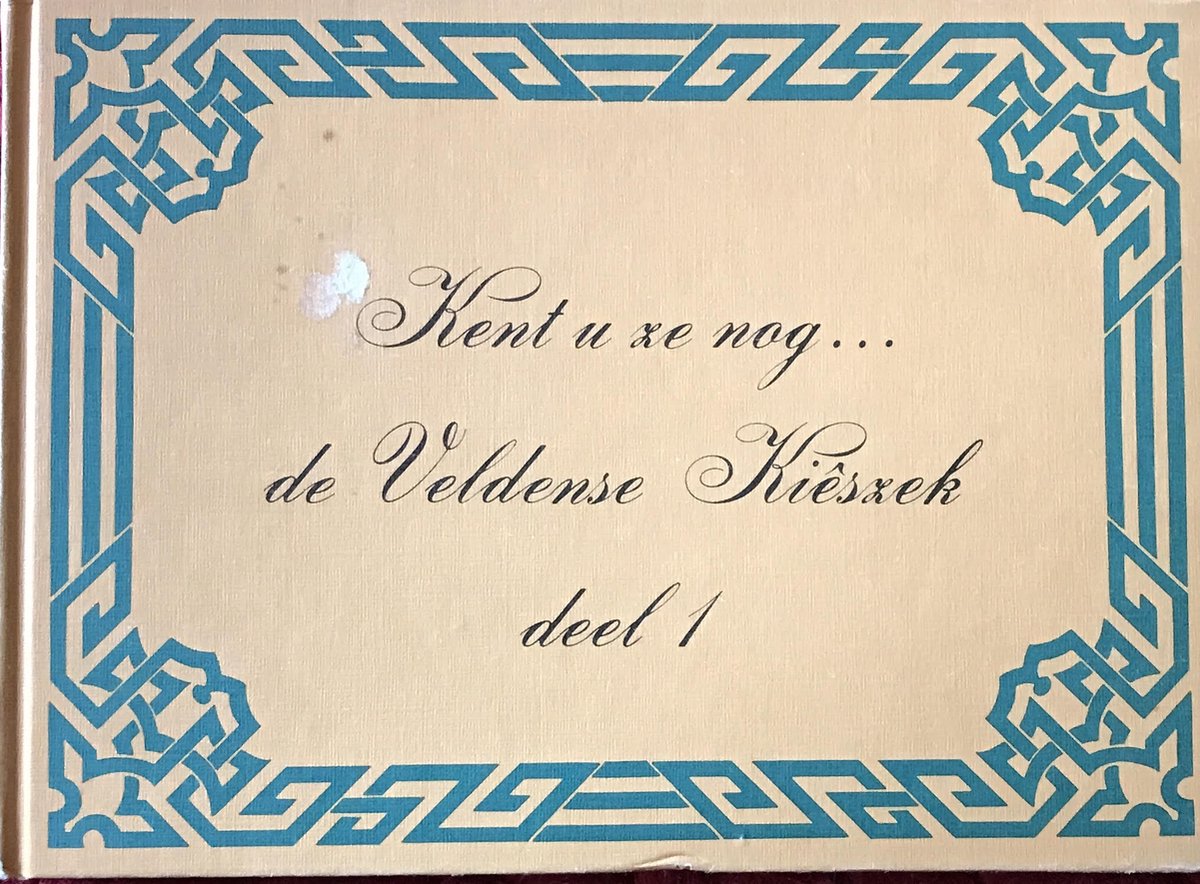 Kent u ze nog...
de Veldense Kiêszek
deel 1